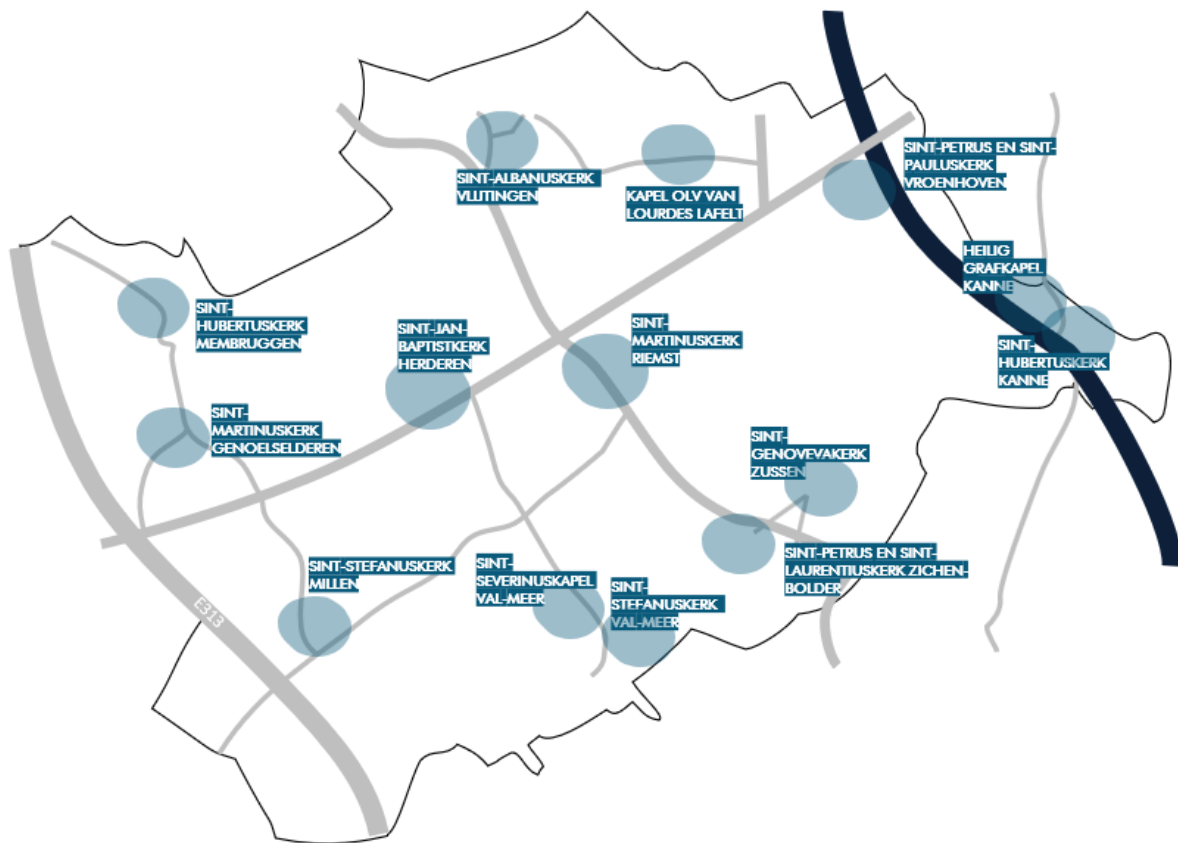 SINT-PETRUS EN SINT-
PAULUSKERK
VROENHOVEN
SINT-ALBANUSKERK
VLIJTINGEN
KAPEL OLV VAN
LOURDES LAFELT
HEILIG
GRAFKAPEL
KANNE
SINT-
HUBERTUSKERK
MEMBRUGGEN
SINT-JAN-
BAPTISTKERK
HERDEREN
SINT-
MARTINUSKERK
RIEMST
SINT-
HUBERTUSKERK
KANNE
SINT-
MARTINUSKERK
GENOELSELDEREN
SINT-
GENOVEVAKERK
ZUSSEN
SINT-STEFANUSKERK
MILLEN
SINT-
SEVERINUSKAPEL
VAL-MEER
SINT-
STEFANUSKERK
VAL-MEER
SINT-PETRUS EN SINT-
LAURENTIUSKERK ZICHEN-
BOLDER
E313